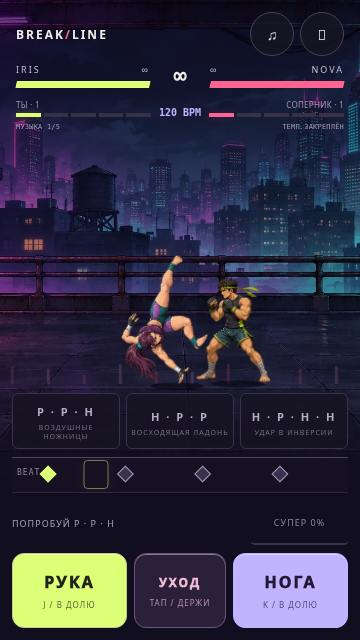 BREAK/LINE
♫
IRIS
∞
∞
∞
NOVA
ТЫ · 1
120 BPM
СОПЕРНИК · 1
МУЗЫКА 1/5
ТЕМП ЗАКРЕПЛЁН
Р · Р · Н
ВОЗДУШНЫЕ
НОЖНИЦЫ
Н · Р · Р
ВОСХОДЯЩАЯ ЛАДОНЬ
Н · Р · Н · Н
УДАР В ИНВЕРСИИ
BEAT
ПОПРОБУЙ Р · Р · Н
СУПЕР 0%
РУКА
J / В ДОЛЮ
УХОД
ТАП / ДЕРЖИ
НОГА
K / В ДОЛЮ